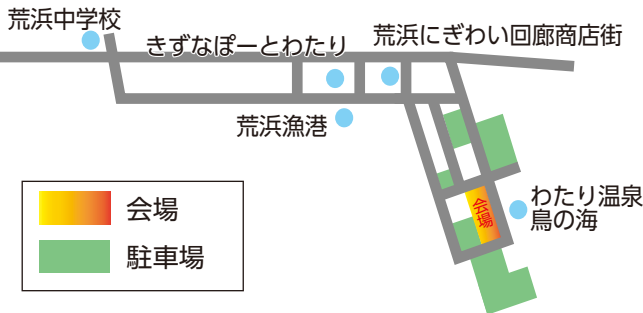 荒浜中学校
きずなぽーとわたり
荒浜にぎわい回廊商店街
荒浜漁港
会場
わたり温泉
鳥の海
会場
駐車場